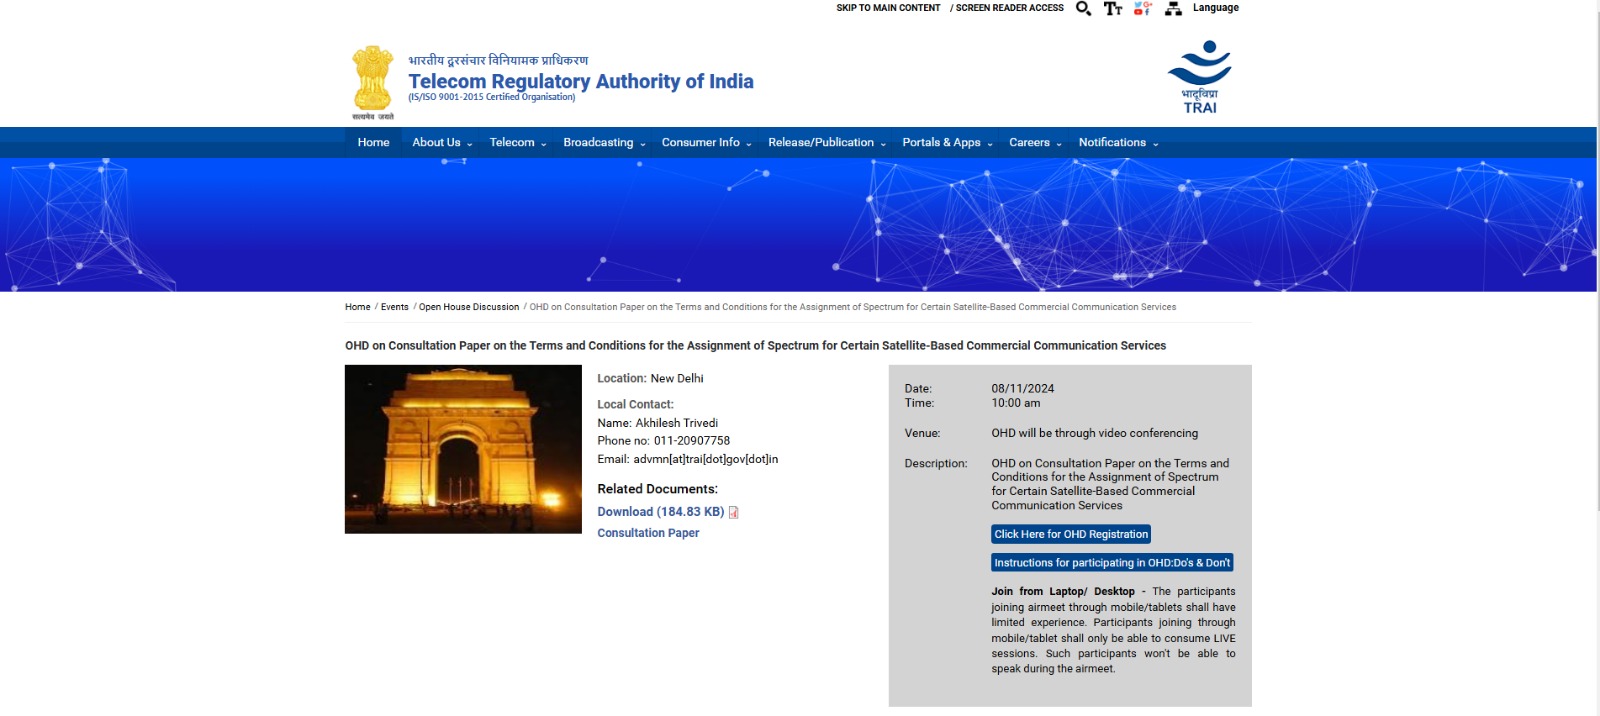 SKIP TO MAIN CONTENT / SCREEN READER ACCESS Language
भारतीय दूरसंचार विनियामक प्राधिकरण
Telecom Regulatory Authority of India
(IS/ISO 9001-2015 Certified Organisation)
सत्यमेव जयते
भादूविप्रा
TRAI
Home About Us Telecom Broadcasting Consumer Info Release/Publication Portals & Apps Careers Notifications
Home / Events / Open House Discussion / OHD on Consultation Paper on the Terms and Conditions for the Assignment of Spectrum for Certain Satellite-Based Commercial Communication Services
OHD on Consultation Paper on the Terms and Conditions for the Assignment of Spectrum for Certain Satellite-Based Commercial Communication Services
Location: New Delhi
Local Contact:
Name: Akhilesh Trivedi
Phone no: 011-20907758
Email: advmn[at]trai[dot]gov[dot]in
Related Documents:
Download (184.83 KB)
Consultation Paper
Date: 08/11/2024
Time: 10:00 am
Venue: OHD will be through video conferencing
Description: OHD on Consultation Paper on the Terms and
Conditions for the Assignment of Spectrum
for Certain Satellite-Based Commercial
Communication Services
Click Here for OHD Registration
Instructions for participating in OHD:Do's & Don't
Join from Laptop/ Desktop - The participants
joining airmeet through mobile/tablets shall have
limited experience. Participants joining through
mobile/tablet shall only be able to consume LIVE
sessions. Such participants won't be able to
speak during the airmeet.